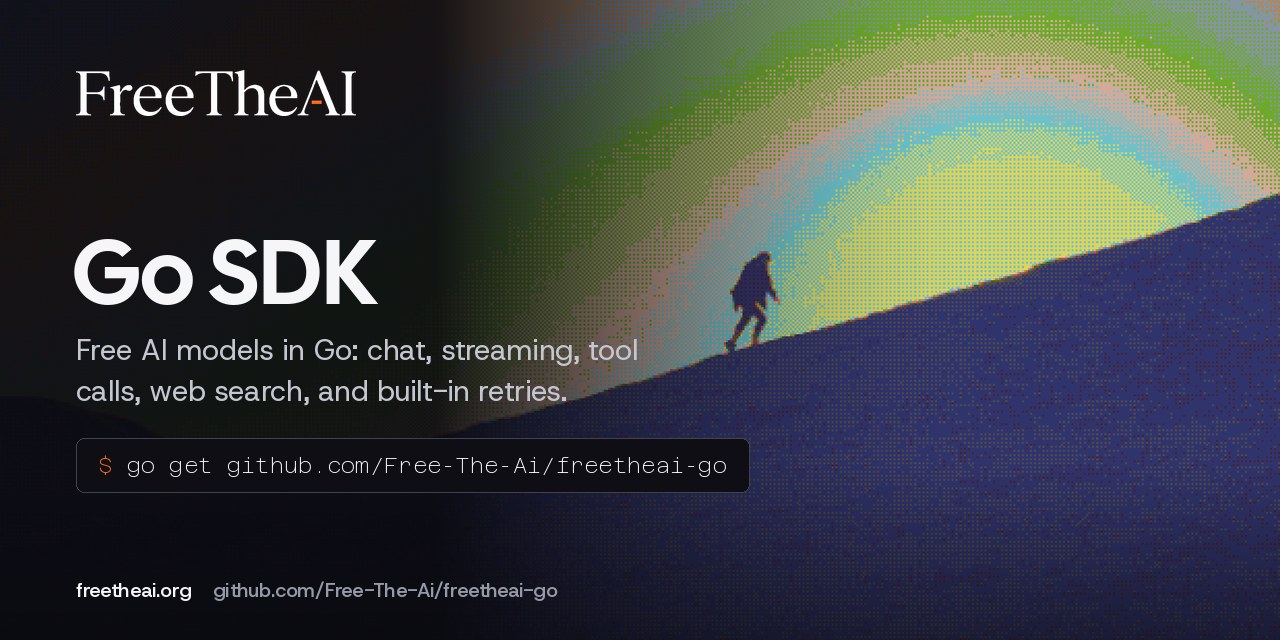 FreeTheAI
Go SDK
Free AI models in Go: chat, streaming, tool
calls, web search, and built-in retries.
$ go get github.com/Free-The-Ai/freetheai-go
freetheai.org github.com/Free-The-Ai/freetheai-go